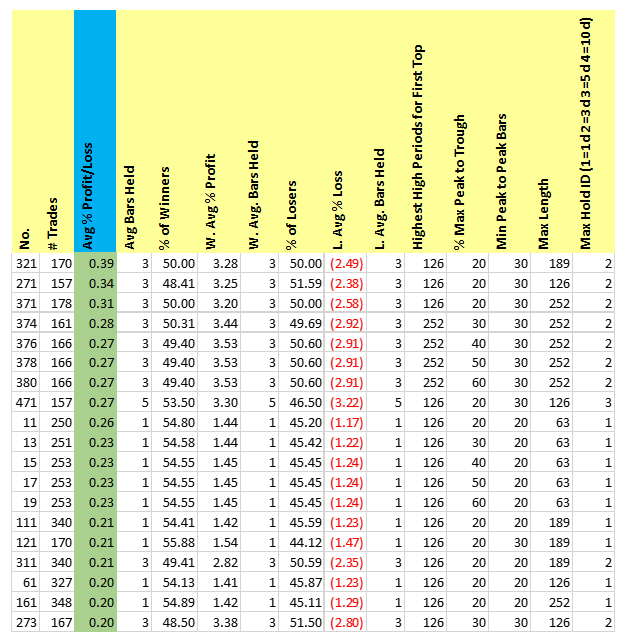 No. # Trades Avg % Profit/Loss Avg Bars Held % of Winners W. Avg % Profit W. Avg. Bars Held % of Losers L. Avg % Loss L. Avg. Bars Held Highest High Periods for First Top % Max Peak to Trough Min Peak to Peak Bars Max Length Max Hold ID (1=1 d 2=3 d 3=5 d 4=10 d)
321 170 0.39 3 50.00 3.28 3 50.00 (2.49) 3 126 20 30 189 2
271 157 0.34 3 48.41 3.25 3 51.59 (2.38) 3 126 20 30 126 2
371 178 0.31 3 50.00 3.20 3 50.00 (2.58) 3 126 20 30 252 2
374 161 0.28 3 50.31 3.44 3 49.69 (2.92) 3 252 30 30 252 2
376 166 0.27 3 49.40 3.53 3 50.60 (2.91) 3 252 40 30 252 2
378 166 0.27 3 49.40 3.53 3 50.60 (2.91) 3 252 50 30 252 2
380 166 0.27 3 49.40 3.53 3 50.60 (2.91) 3 252 60 30 252 2
471 157 0.27 5 53.50 3.30 5 46.50 (3.22) 5 126 20 30 126 3
11 250 0.26 1 54.80 1.44 1 45.20 (1.17) 1 126 20 20 63 1
13 251 0.23 1 54.58 1.44 1 45.42 (1.22) 1 126 30 20 63 1
15 253 0.23 1 54.55 1.45 1 45.45 (1.24) 1 126 40 20 63 1
17 253 0.23 1 54.55 1.45 1 45.45 (1.24) 1 126 50 20 63 1
19 253 0.23 1 54.55 1.45 1 45.45 (1.24) 1 126 60 20 63 1
111 340 0.21 1 54.41 1.42 1 45.59 (1.23) 1 126 20 20 189 1
121 170 0.21 1 55.88 1.54 1 44.12 (1.47) 1 126 20 30 189 1
311 340 0.21 3 49.41 2.82 3 50.59 (2.35) 3 126 20 20 189 2
61 327 0.20 1 54.13 1.41 1 45.87 (1.23) 1 126 20 20 126 1
161 348 0.20 1 54.89 1.42 1 45.11 (1.29) 1 126 20 20 252 1
273 167 0.20 3 48.50 3.38 3 51.50 (2.80) 3 126 30 30 126 2